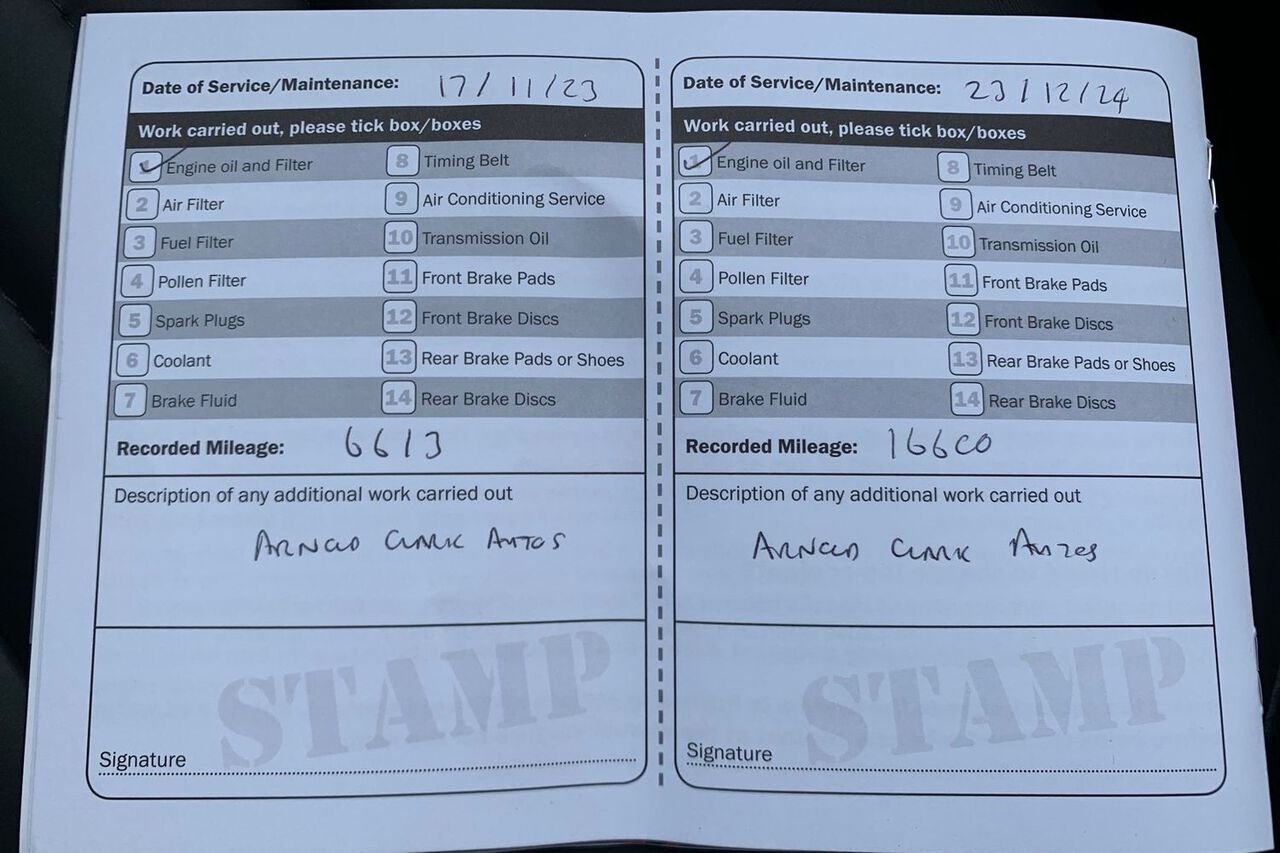 Date of Service/Maintenance: 17/11/23
Work carried out, please tick box/boxes
1 Engine oil and Filter 8 Timing Belt
2 Air Filter 9 Air Conditioning Service
3 Fuel Filter 10 Transmission Oil
4 Pollen Filter 11 Front Brake Pads
5 Spark Plugs 12 Front Brake Discs
6 Coolant 13 Rear Brake Pads or Shoes
7 Brake Fluid 14 Rear Brake Discs
Recorded Mileage: 6613
Description of any additional work carried out
ARNOLD CLARK AUTOS
STAMP
Signature
Date of Service/Maintenance: 23/12/24
Work carried out, please tick box/boxes
1 Engine oil and Filter 8 Timing Belt
2 Air Filter 9 Air Conditioning Service
3 Fuel Filter 10 Transmission Oil
4 Pollen Filter 11 Front Brake Pads
5 Spark Plugs 12 Front Brake Discs
6 Coolant 13 Rear Brake Pads or Shoes
7 Brake Fluid 14 Rear Brake Discs
Recorded Mileage: 16600
Description of any additional work carried out
ARNOLD CLARK AUTOS
STAMP
Signature